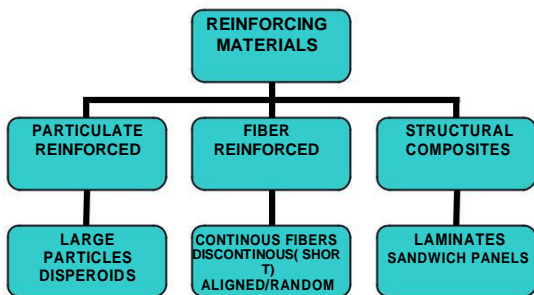 REINFORCING
MATERIALS
PARTICULATE
REINFORCED
FIBER
REINFORCED
STRUCTURAL
COMPOSITES
LARGE
PARTICLES
DISPEROIDS
CONTINOUS FIBERS
DISCONTINOUS( SHOR
T)
ALIGNED/RANDOM
LAMINATES
SANDWICH PANELS